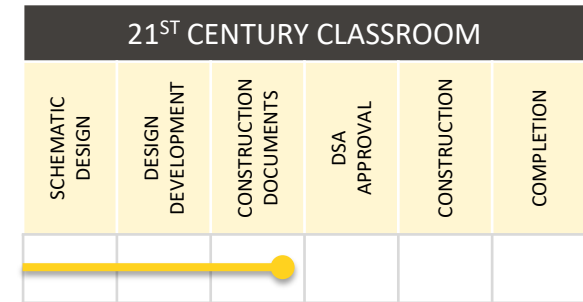 21ST CENTURY CLASSROOM
SCHEMATIC
DESIGN
DESIGN
DEVELOPMENT
CONSTRUCTION
DOCUMENTS
DSA
APPROVAL
CONSTRUCTION
COMPLETION